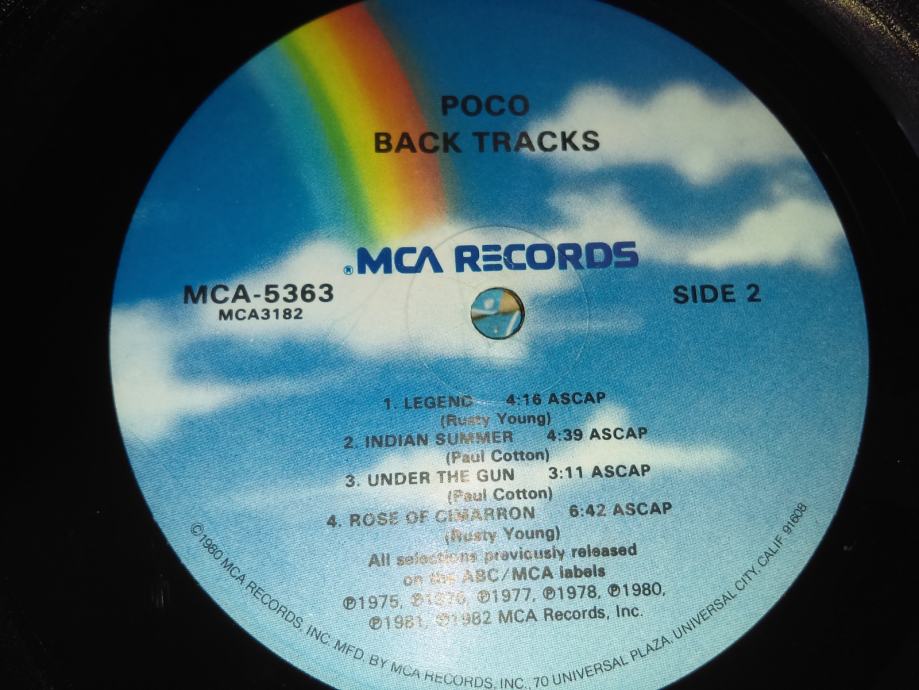 POCO
BACK TRACKS
®MCA RECORDS
MCA-5363
MCA3182
SIDE 2
1. LEGEND 4:16 ASCAP
(Rusty Young)
2. INDIAN SUMMER 4:39 ASCAP
(Paul Cotton)
3. UNDER THE GUN 3:11 ASCAP
(Paul Cotton)
4. ROSE OF CIMARRON 6:42 ASCAP
(Rusty Young)
All selections previously released
on the ABC/MCA labels
℗1975, ℗1976, ℗1977, ℗1978, ℗1980,
℗1981, ℗1982 MCA Records, Inc.
©1980 MCA RECORDS, INC. MFD. BY MCA RECORDS, INC., 70 UNIVERSAL PLAZA, UNIVERSAL CITY, CALIF. 91608